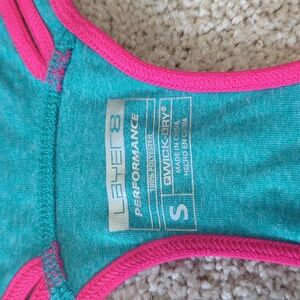 LAYER 8
PERFORMANCE
100% POLYESTER
QWICK-DRY®
MADE IN CHINA
HECHO EN CHINA
S